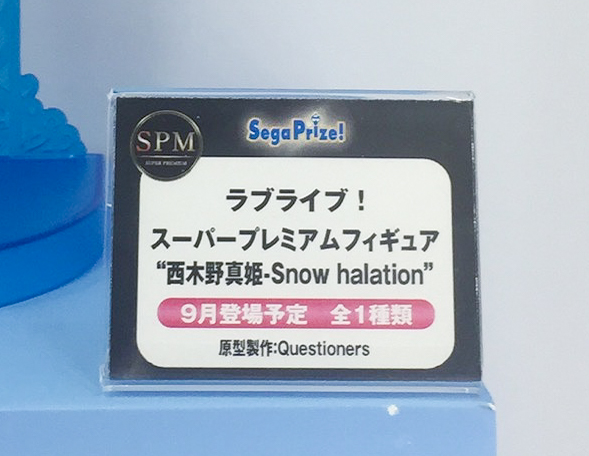 SPM
SUPER PREMIUM
SegaPrize!
ラブライブ！
スーパープレミアムフィギュア
“西木野真姫-Snow halation”
9月登場予定 全1種類
原型製作:Questioners